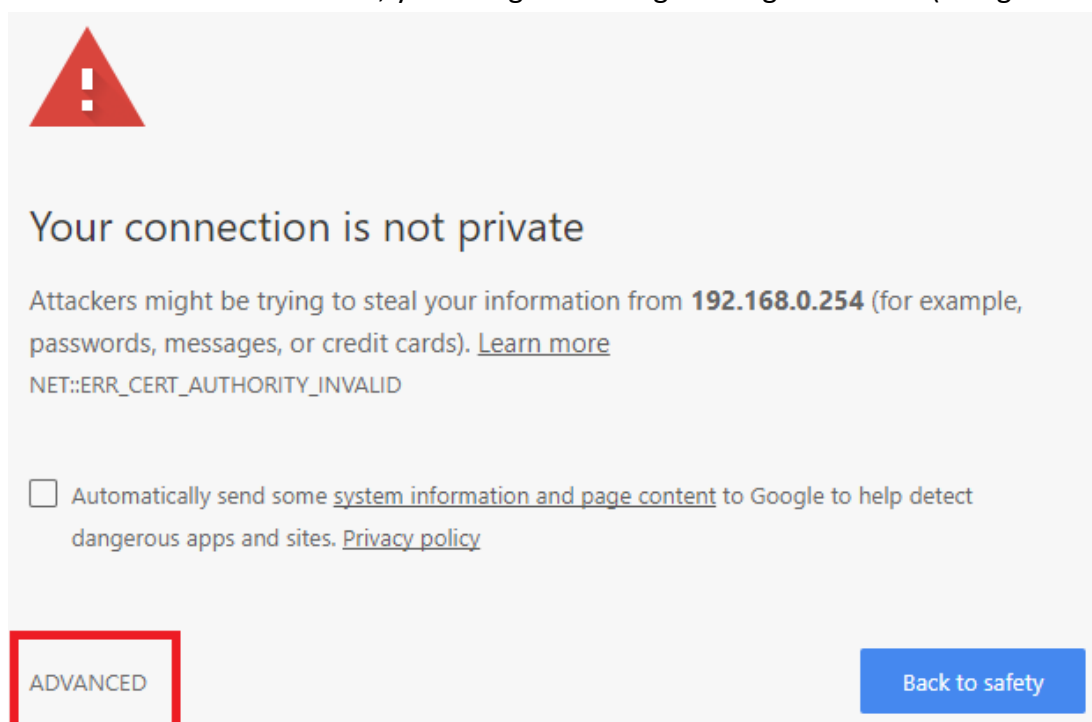 Your connection is not private
Attackers might be trying to steal your information from 192.168.0.254 (for example,
passwords, messages, or credit cards). Learn more
NET::ERR_CERT_AUTHORITY_INVALID
Automatically send some system information and page content to Google to help detect
dangerous apps and sites. Privacy policy
ADVANCED
Back to safety